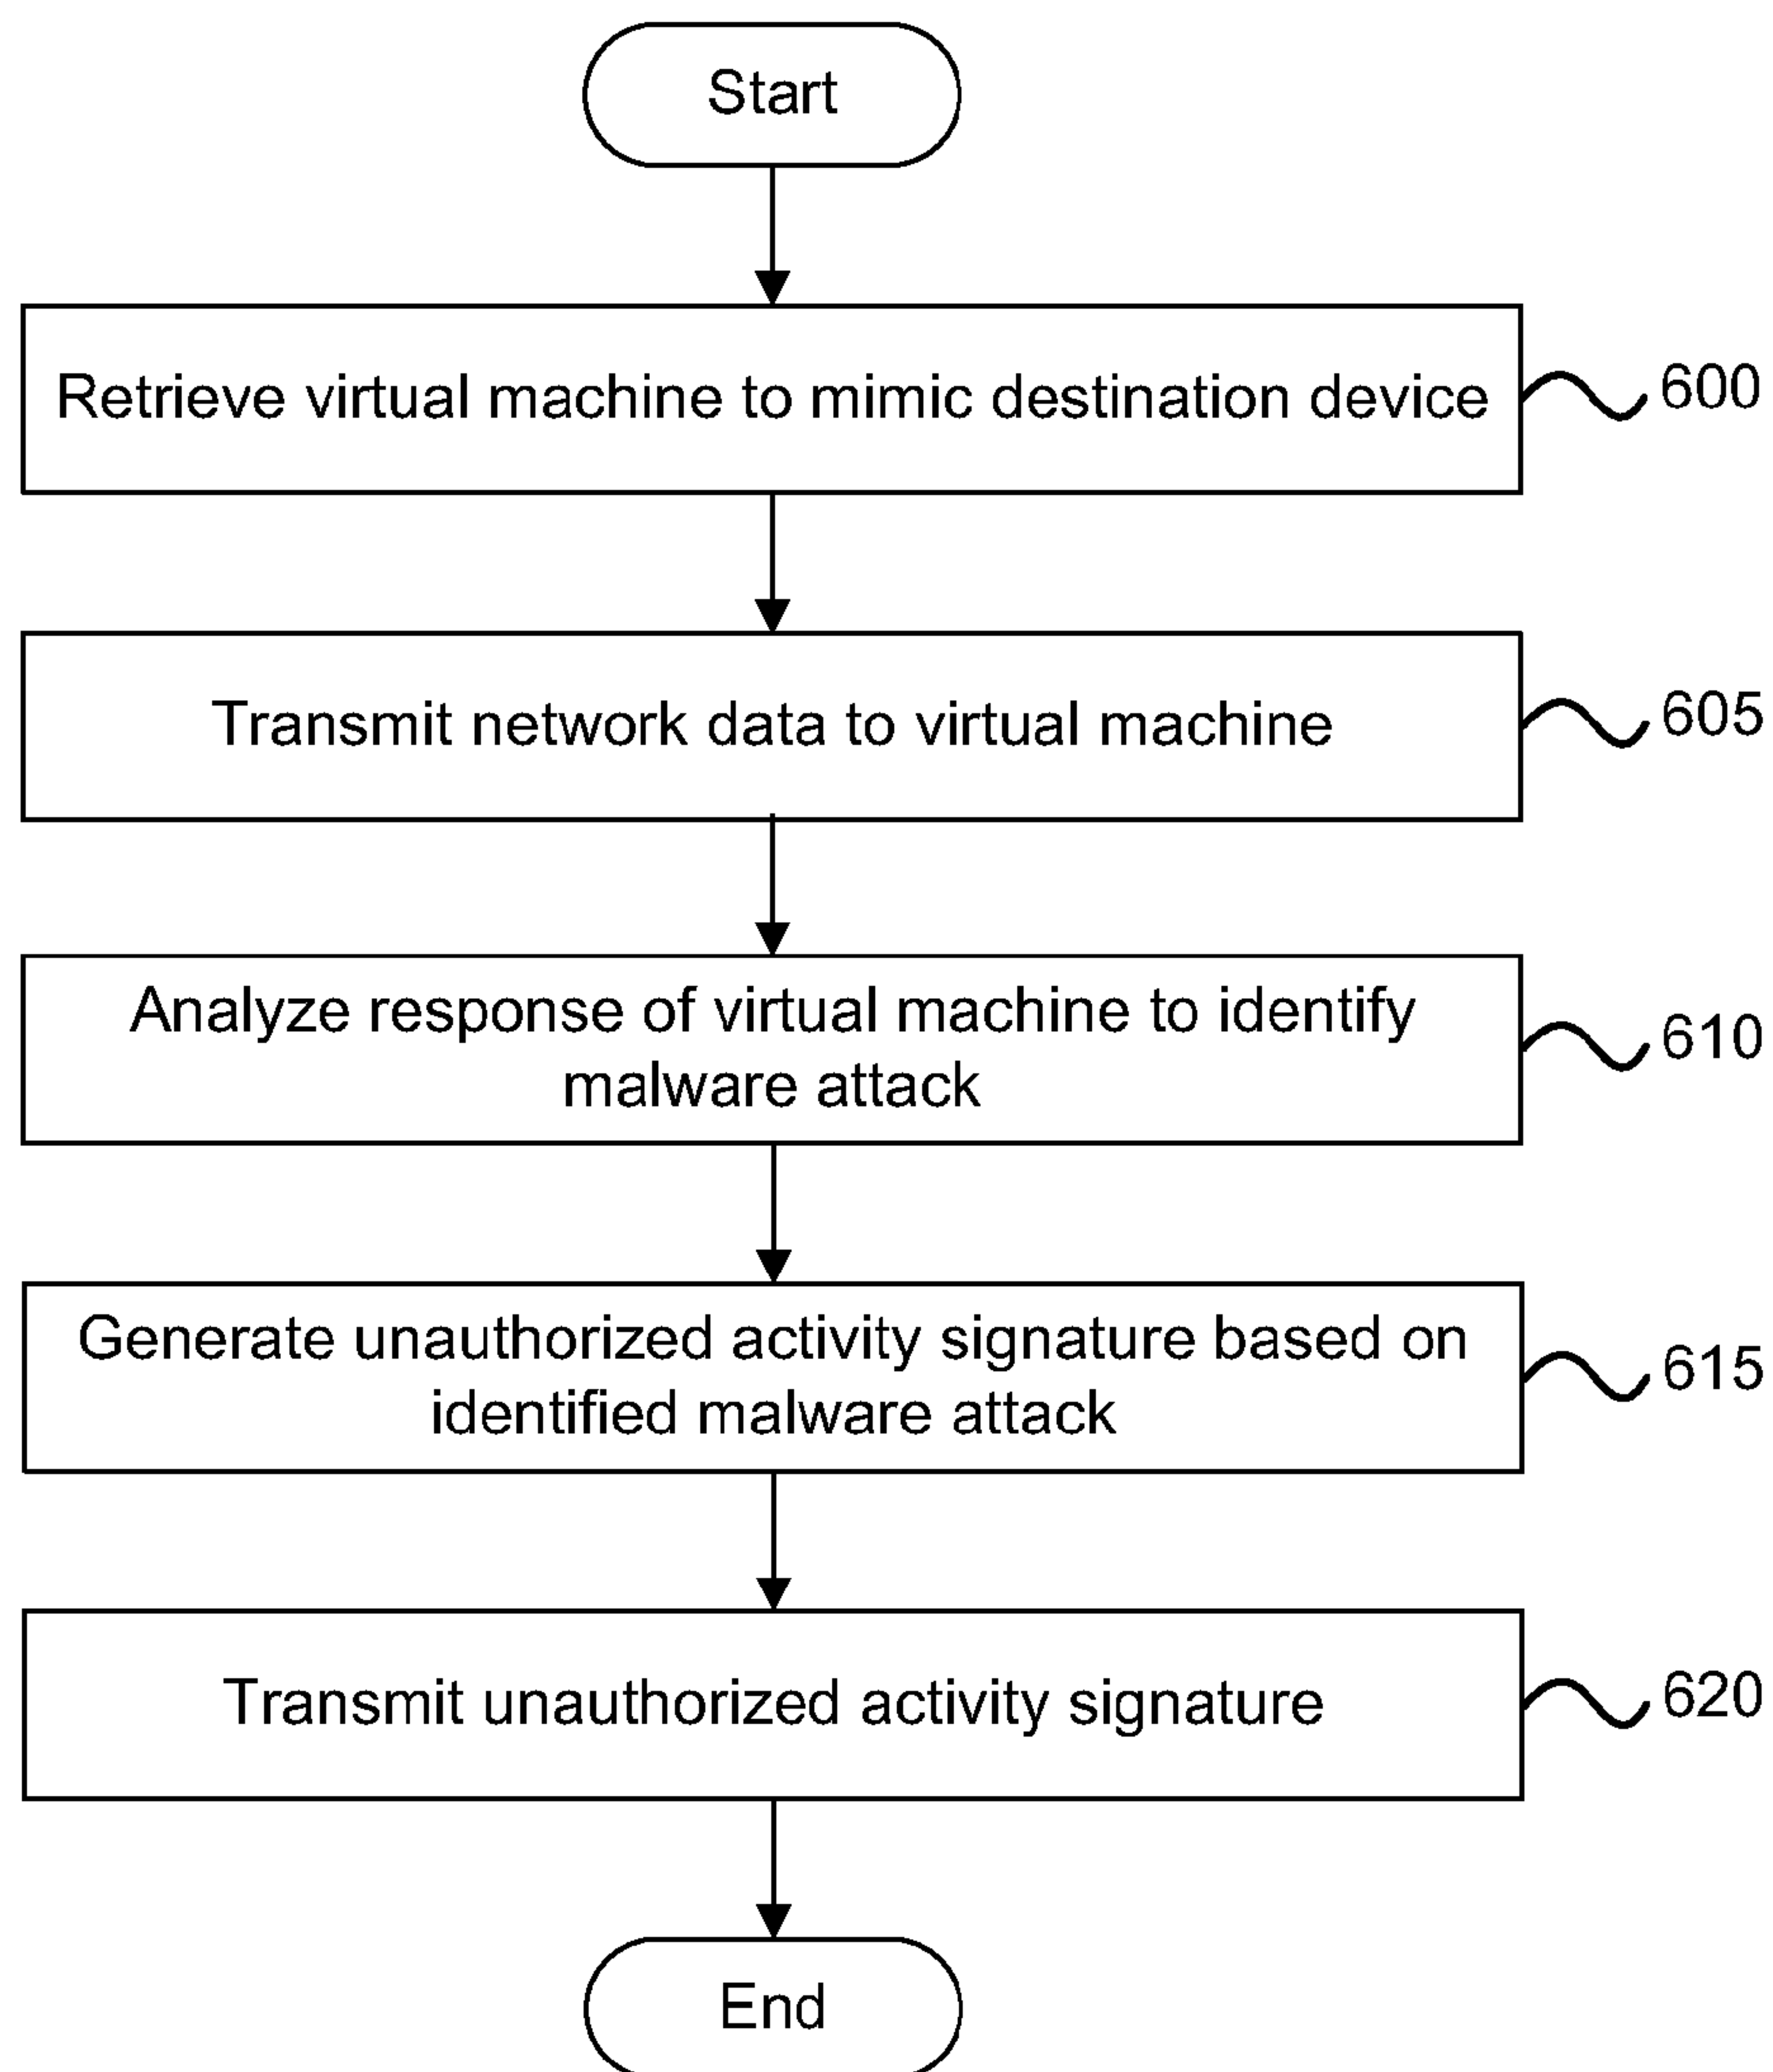 Start
Retrieve virtual machine to mimic destination device
600
Transmit network data to virtual machine
605
Analyze response of virtual machine to identify
malware attack
610
Generate unauthorized activity signature based on
identified malware attack
615
Transmit unauthorized activity signature
620
End